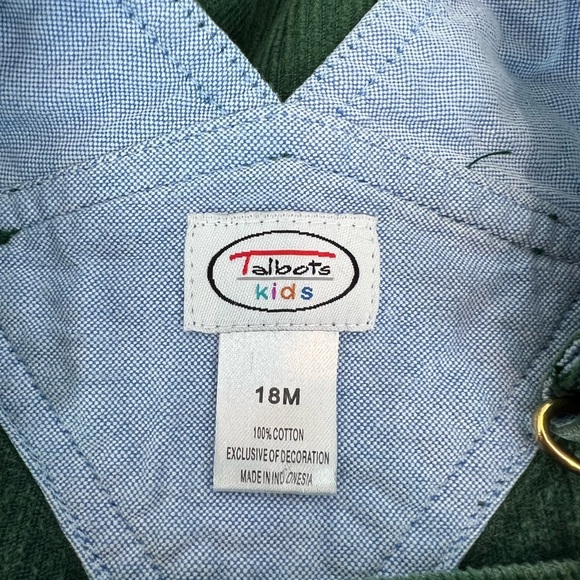 Talbots
kids
18M
100% COTTON
EXCLUSIVE OF DECORATION
MADE IN INDONESIA